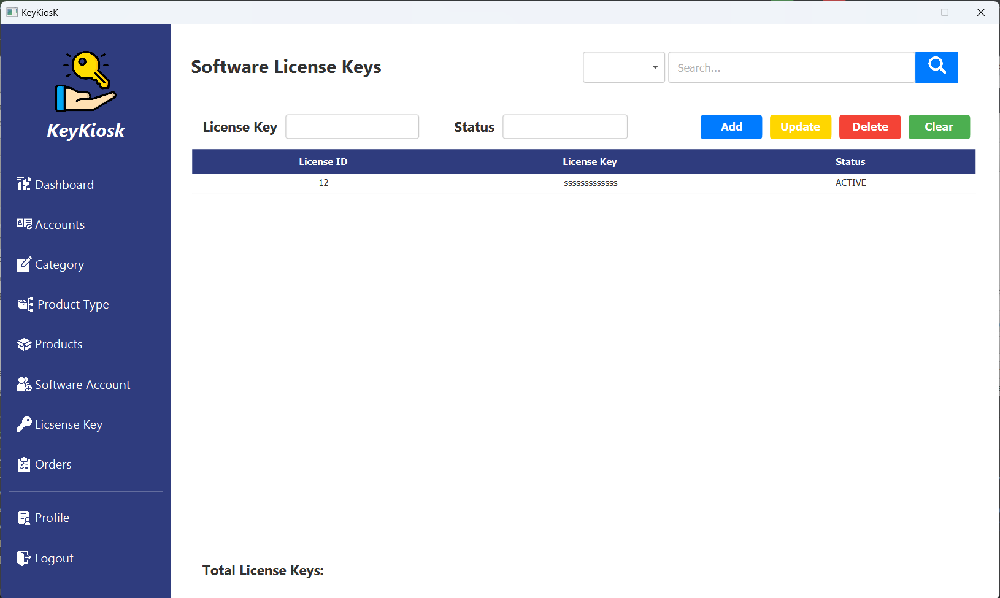 KeyKiosK
KeyKiosk
Dashboard
Accounts
Category
Product Type
Products
Software Account
Licsense Key
Orders
Profile
Logout
Software License Keys
Search...
License Key
Status
Add
Update
Delete
Clear
License ID License Key Status
12 sssssssssssss ACTIVE
Total License Keys: